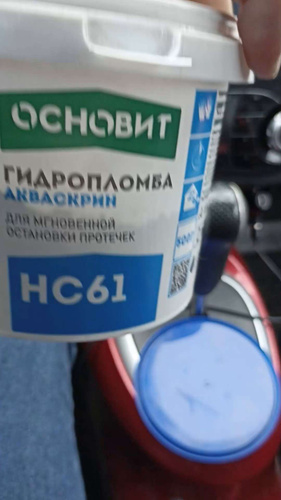 ОСНОВИТ
ГИДРОПЛОМБА
АКВАСКРИН
ДЛЯ МГНОВЕННОЙ
ОСТАНОВКИ ПРОТЕЧЕК
HC61